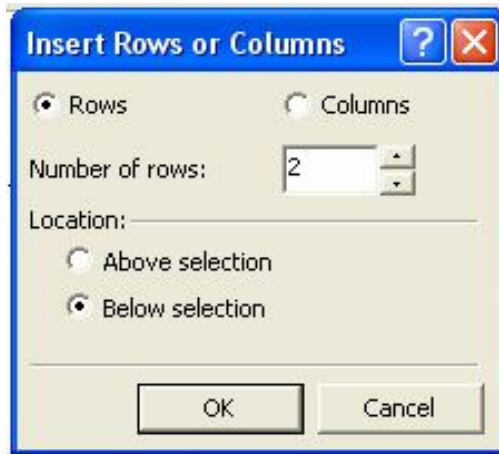 Insert Rows or Columns ?
Rows Columns
Number of rows: 2
Location:
Above selection
Below selection
OK Cancel